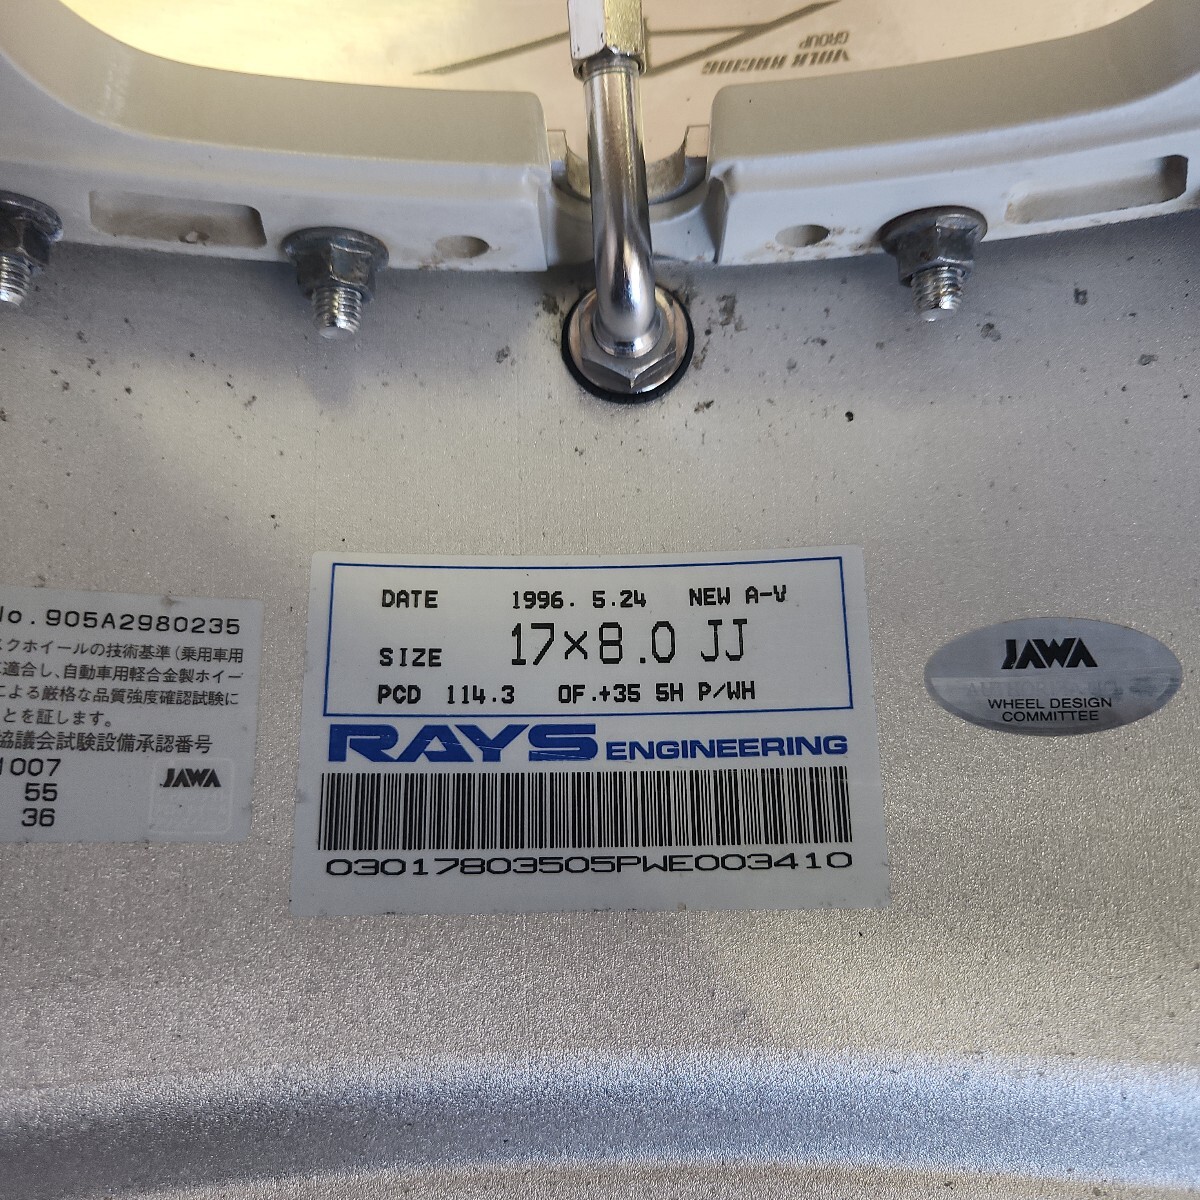 VOLK RACING
GROUP
No.905A2980235
スクホイールの技術基準(乗用車用
に適合し、自動車用軽合金製ホイー
による厳格な品質強度確認試験に
ことを証します。
協議会試験設備承認番号
1007
55
36
JAWA
DATE 1996. 5.24 NEW A-V
SIZE 17×8.0 JJ
PCD 114.3 OF.+35 5H P/WH
RAYS ENGINEERING
03017803505PWE003410
JAWA
WHEEL DESIGN
COMMITTEE